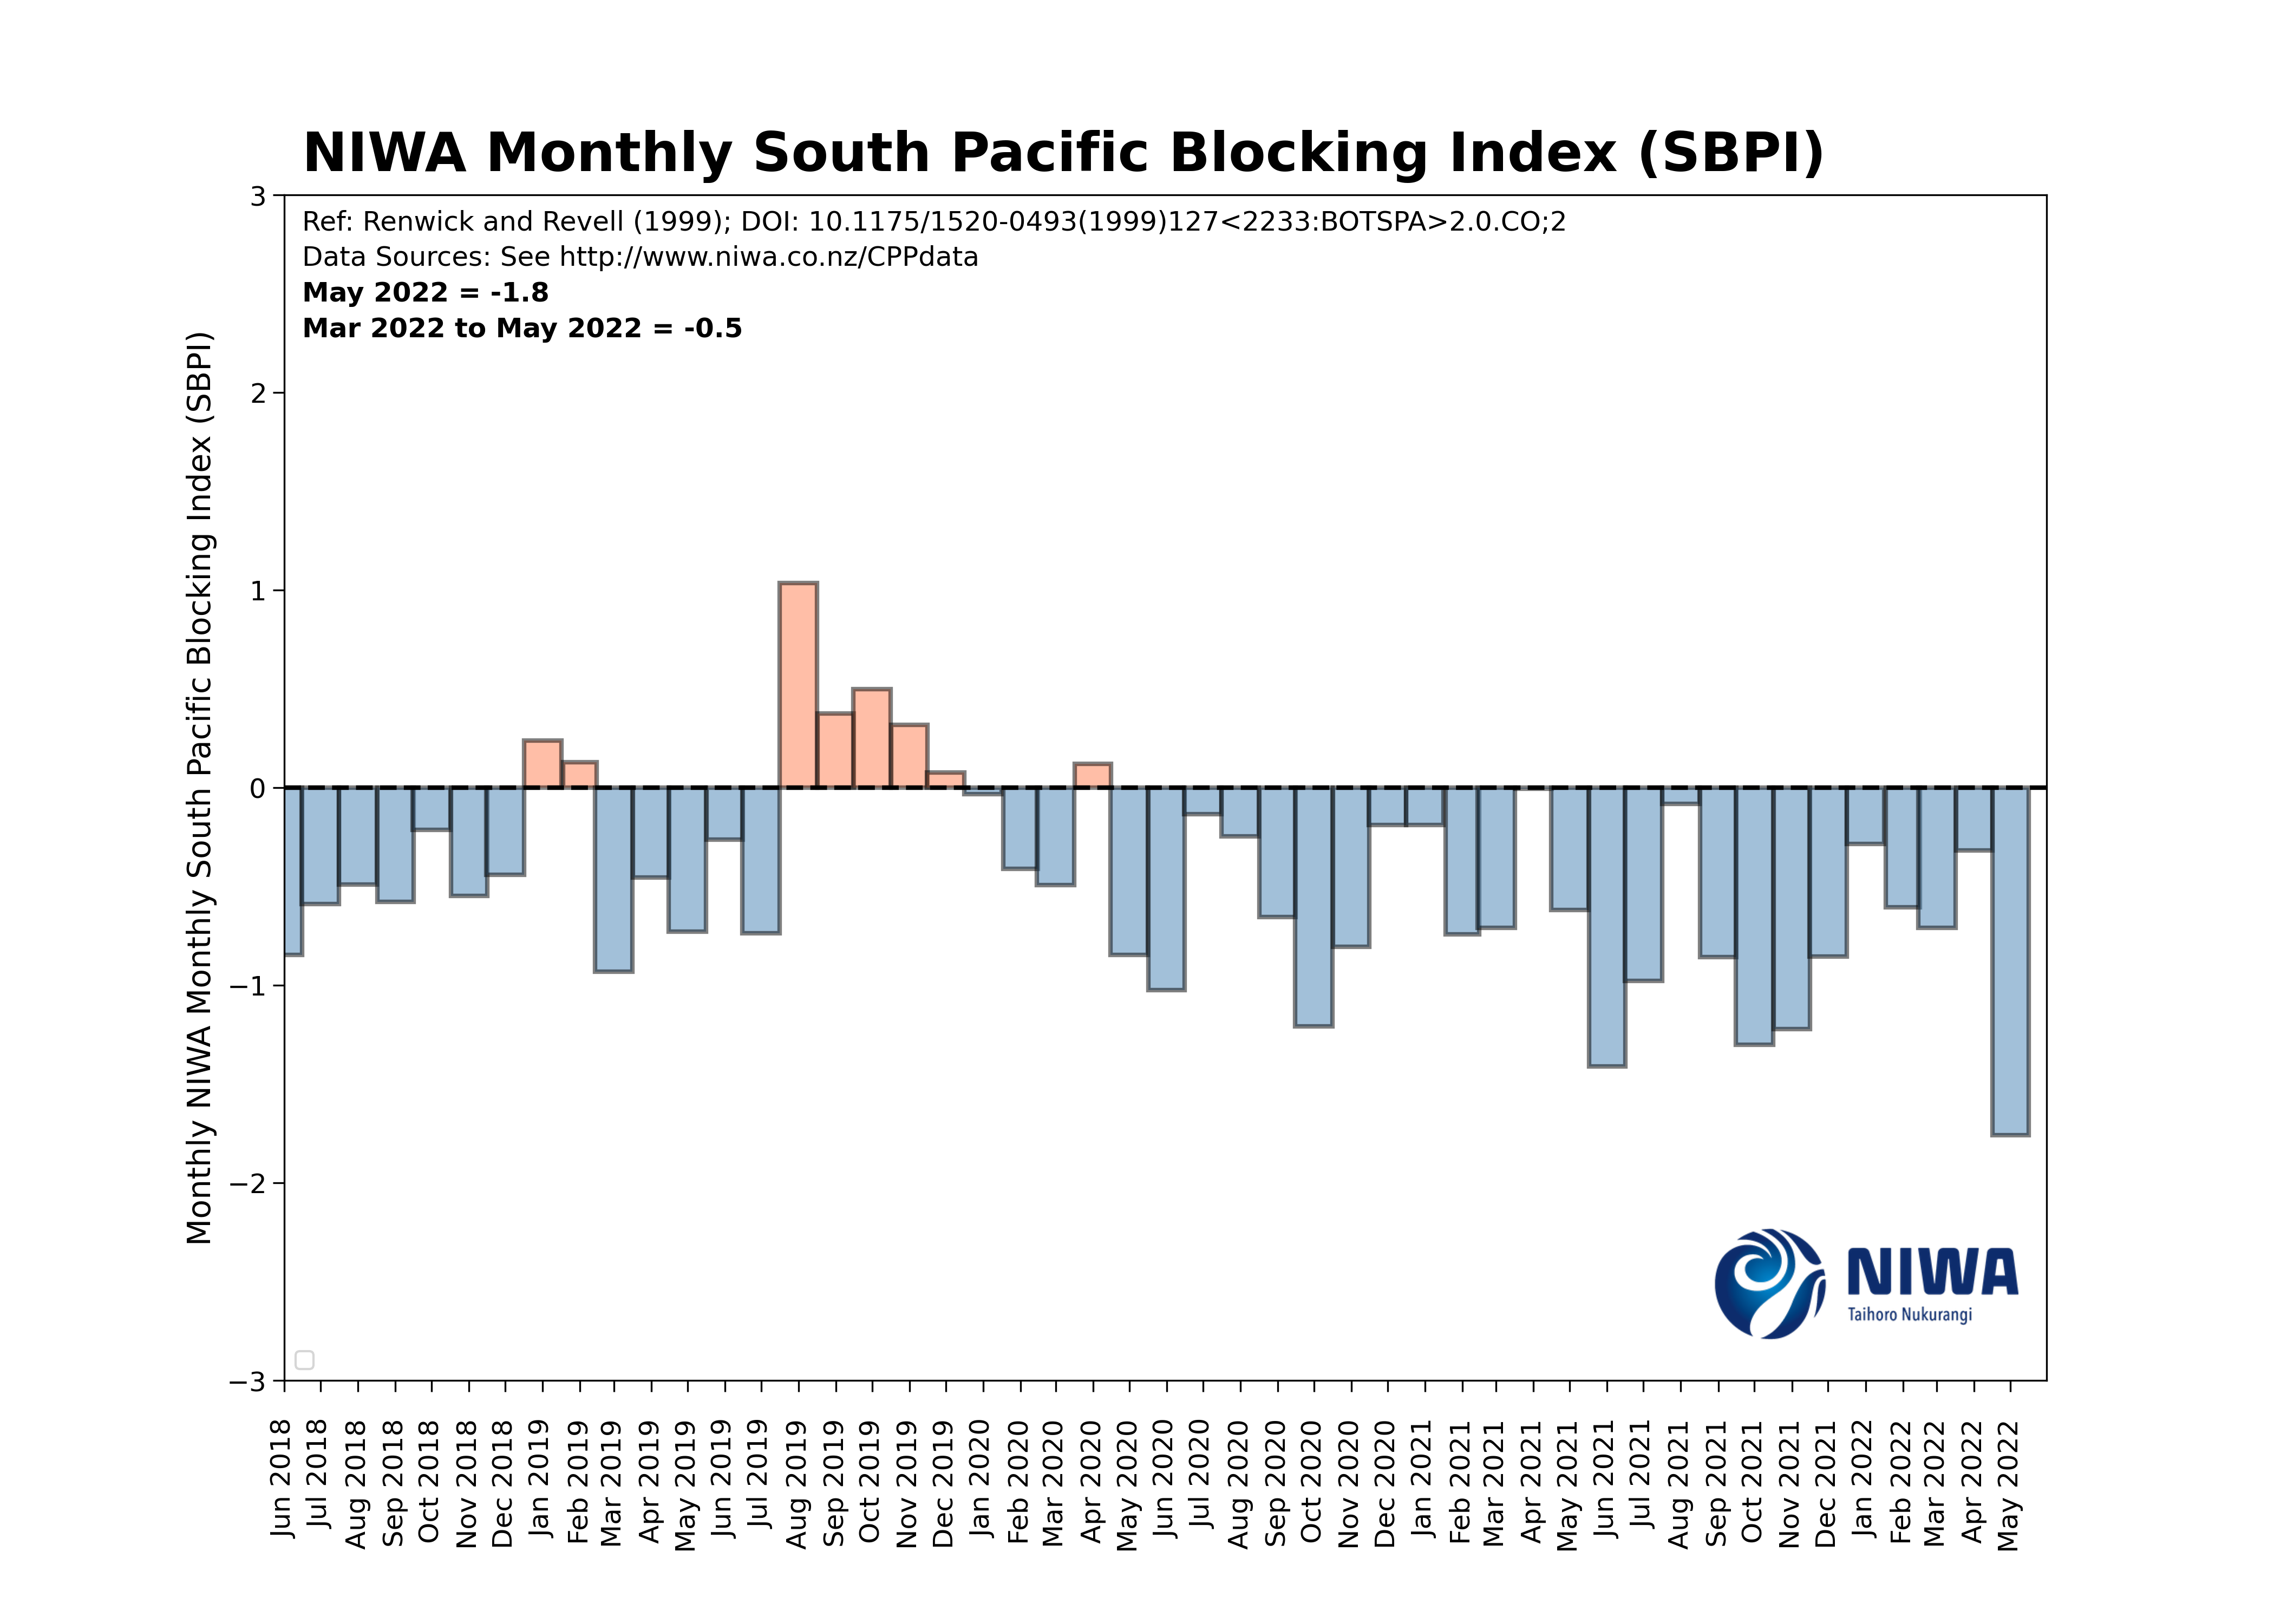 NIWA Monthly South Pacific Blocking Index (SBPI)
Ref: Renwick and Revell (1999); DOI: 10.1175/1520-0493(1999)127<2233:BOTSPA>2.0.CO;2
Data Sources: See http://www.niwa.co.nz/CPPdata
May 2022 = -1.8
Mar 2022 to May 2022 = -0.5
Monthly NIWA Monthly South Pacific Blocking Index (SBPI)
3
2
1
0
−1
−2
−3
NIWA
Taihoro Nukurangi
Jun 2018
Jul 2018
Aug 2018
Sep 2018
Oct 2018
Nov 2018
Dec 2018
Jan 2019
Feb 2019
Mar 2019
Apr 2019
May 2019
Jun 2019
Jul 2019
Aug 2019
Sep 2019
Oct 2019
Nov 2019
Dec 2019
Jan 2020
Feb 2020
Mar 2020
Apr 2020
May 2020
Jun 2020
Jul 2020
Aug 2020
Sep 2020
Oct 2020
Nov 2020
Dec 2020
Jan 2021
Feb 2021
Mar 2021
Apr 2021
May 2021
Jun 2021
Jul 2021
Aug 2021
Sep 2021
Oct 2021
Nov 2021
Dec 2021
Jan 2022
Feb 2022
Mar 2022
Apr 2022
May 2022